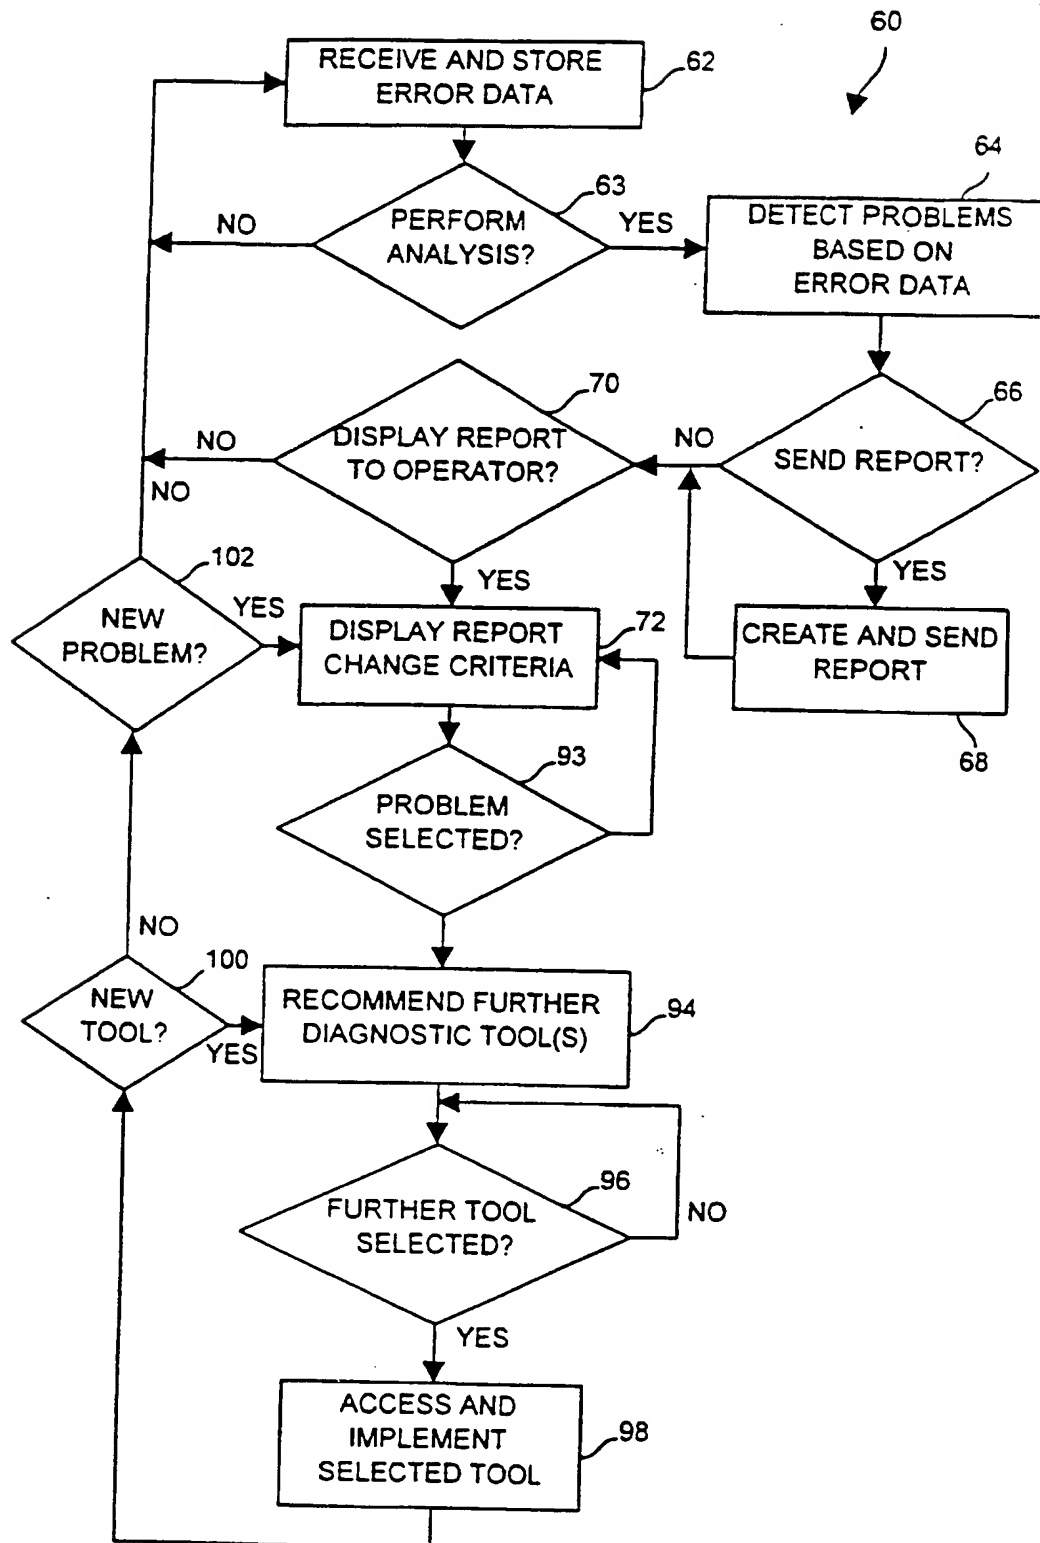 60
RECEIVE AND STORE
ERROR DATA
62
63
PERFORM
ANALYSIS?
NO
YES
64
DETECT PROBLEMS
BASED ON
ERROR DATA
66
SEND REPORT?
NO
YES
CREATE AND SEND
REPORT
68
70
DISPLAY REPORT
TO OPERATOR?
NO
YES
NO
102
NEW
PROBLEM?
YES
DISPLAY REPORT
CHANGE CRITERIA
72
93
PROBLEM
SELECTED?
NO
100
NEW
TOOL?
YES
RECOMMEND FURTHER
DIAGNOSTIC TOOL(S)
94
96
FURTHER TOOL
SELECTED?
NO
YES
ACCESS AND
IMPLEMENT
SELECTED TOOL
98